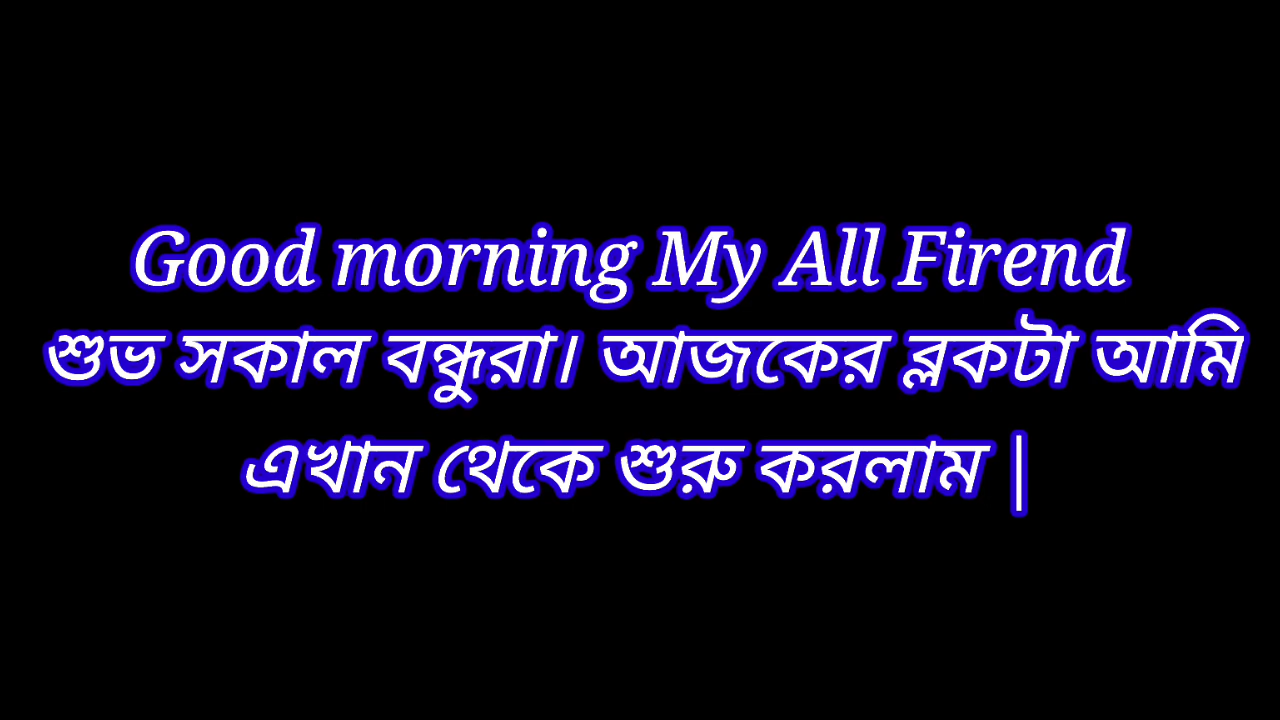 Good morning My All Firend
শুভ সকাল বন্ধুরা। আজকের ব্লকটা আমি
এখান থেকে শুরু করলাম |